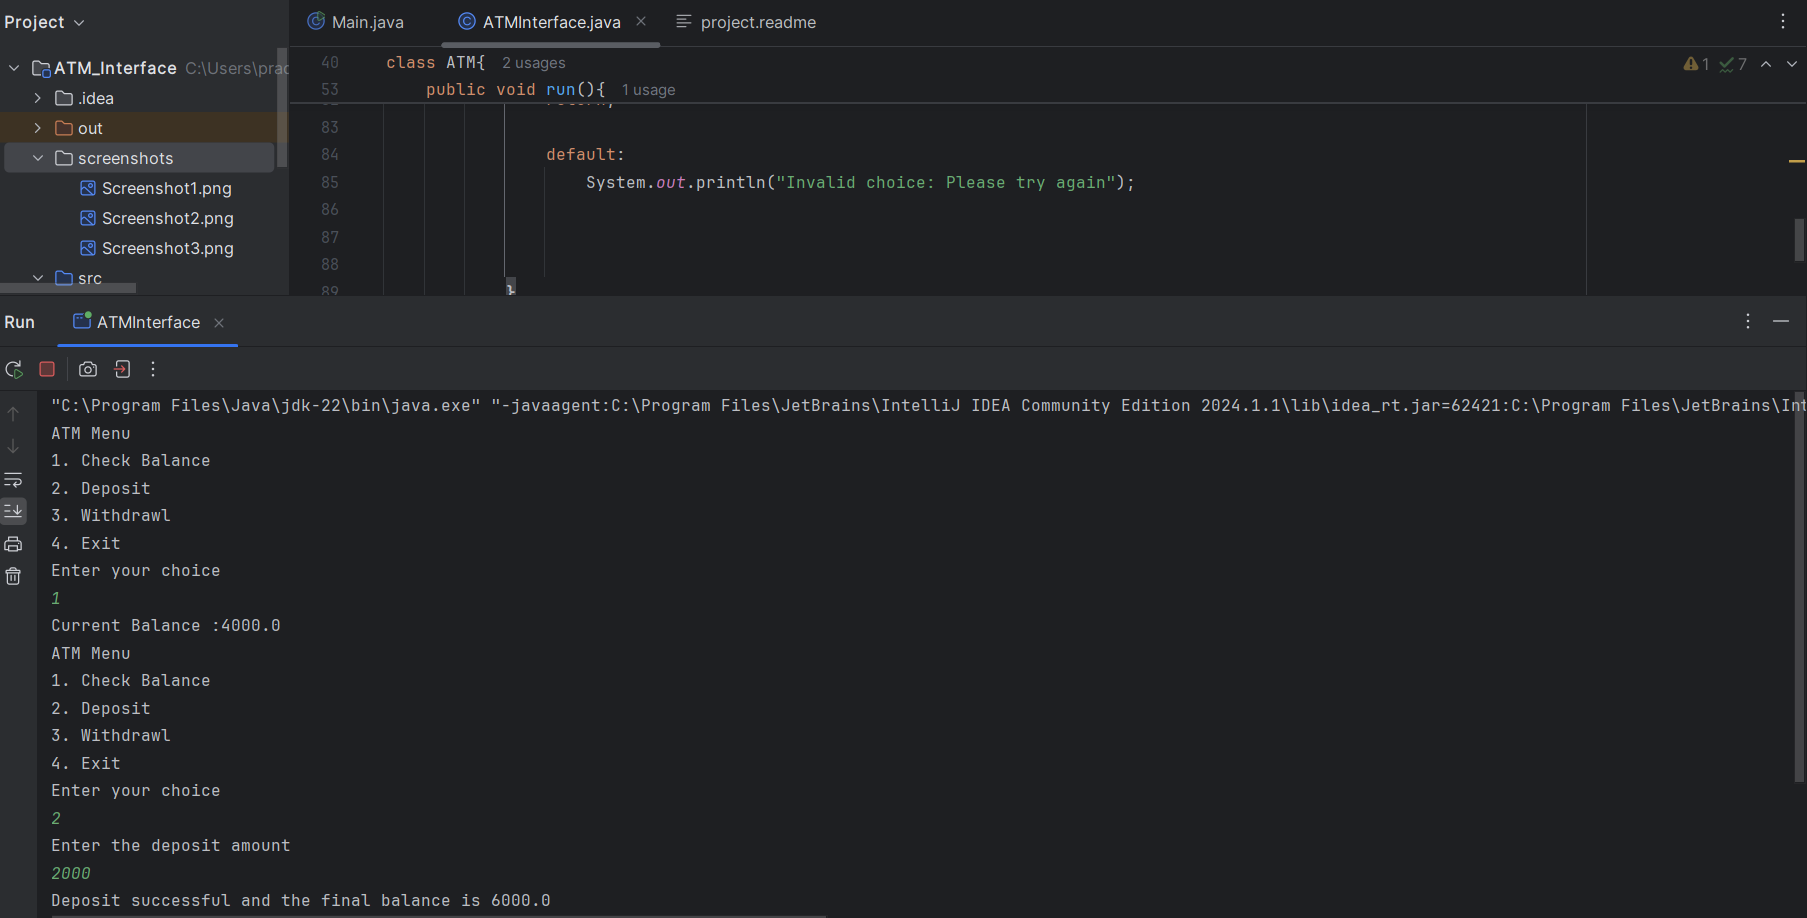 Project
Main.java
ATMInterface.java
project.readme
ATM_Interface C:\Users\prac
.idea
out
screenshots
Screenshot1.png
Screenshot2.png
Screenshot3.png
src
40 class ATM{ 2 usages
1 7
53 public void run(){ 1 usage
83
84 default:
85 System.out.println("Invalid choice: Please try again");
86
87
88
89 }
Run ATMInterface
"C:\Program Files\Java\jdk-22\bin\java.exe" "-javaagent:C:\Program Files\JetBrains\IntelliJ IDEA Community Edition 2024.1.1\lib\idea_rt.jar=62421:C:\Program Files\JetBrains\Int
ATM Menu
1. Check Balance
2. Deposit
3. Withdrawl
4. Exit
Enter your choice
1
Current Balance :4000.0
ATM Menu
1. Check Balance
2. Deposit
3. Withdrawl
4. Exit
Enter your choice
2
Enter the deposit amount
2000
Deposit successful and the final balance is 6000.0